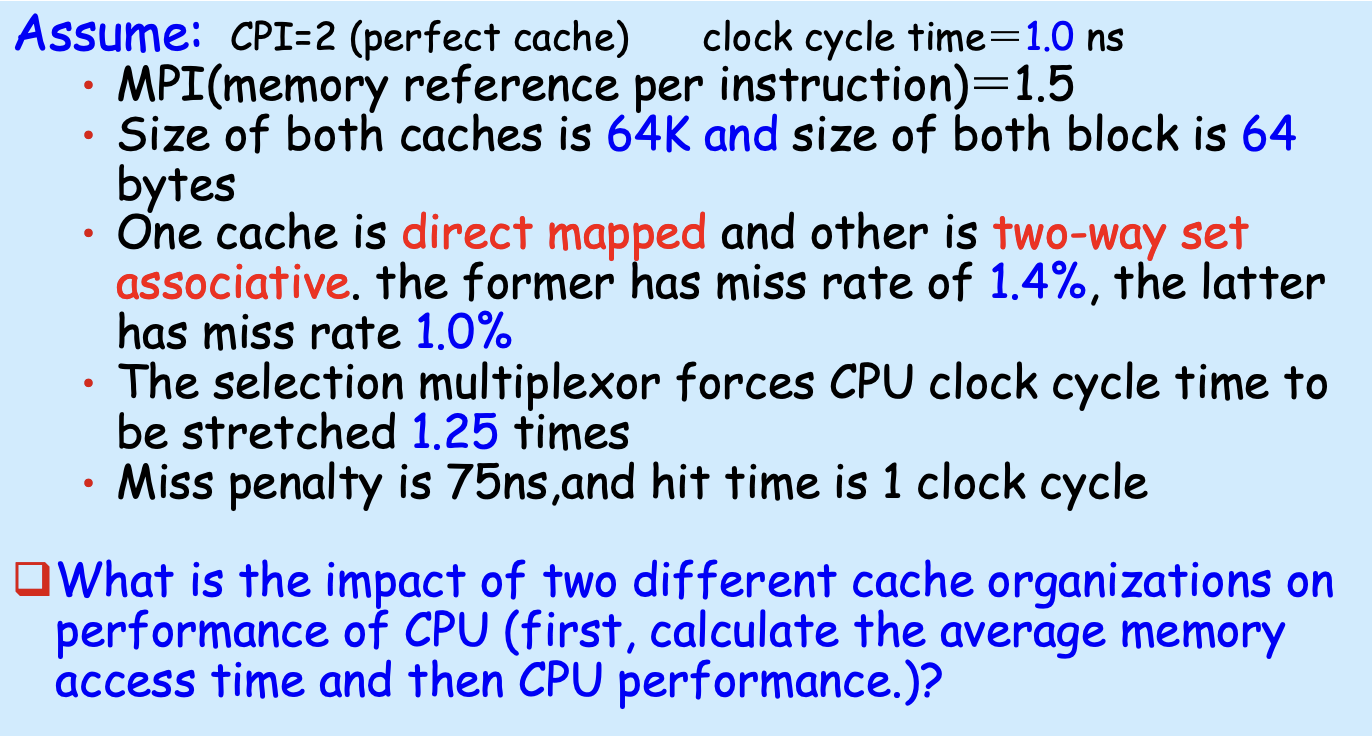 Assume: CPI=2 (perfect cache) clock cycle time＝1.0 ns
• MPI(memory reference per instruction)＝1.5
• Size of both caches is 64K and size of both block is 64
bytes
• One cache is direct mapped and other is two-way set
associative. the former has miss rate of 1.4%, the latter
has miss rate 1.0%
• The selection multiplexor forces CPU clock cycle time to
be stretched 1.25 times
• Miss penalty is 75ns,and hit time is 1 clock cycle
❑What is the impact of two different cache organizations on
performance of CPU (first, calculate the average memory
access time and then CPU performance.)?